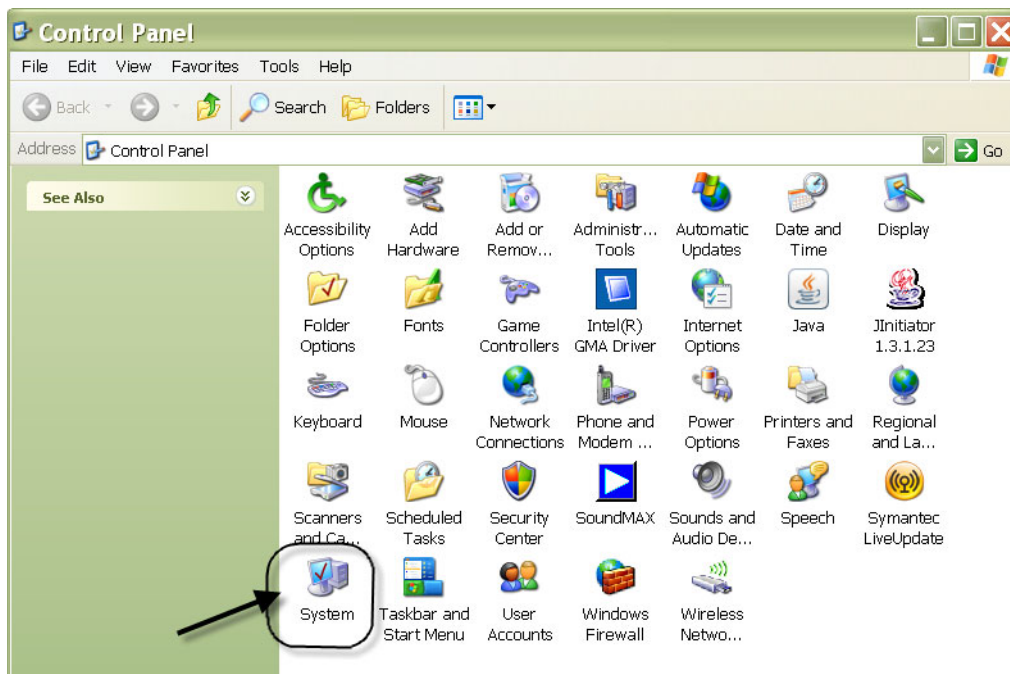 Control Panel
File Edit View Favorites Tools Help
Back Search Folders
Address Control Panel Go
See Also
Accessibility Add Add or Administr... Automatic Date and Display
Options Hardware Remov... Tools Updates Time
Folder Fonts Game Intel(R) Internet Java JInitiator
Options Controllers GMA Driver Options 1.3.1.23
Keyboard Mouse Network Phone and Power Printers and Regional
Connections Modem ... Options Faxes and La...
Scanners Scheduled Security SoundMAX Sounds and Speech Symantec
and Ca... Tasks Center Audio De... LiveUpdate
System Taskbar and User Windows Wireless
Start Menu Accounts Firewall Netwo...